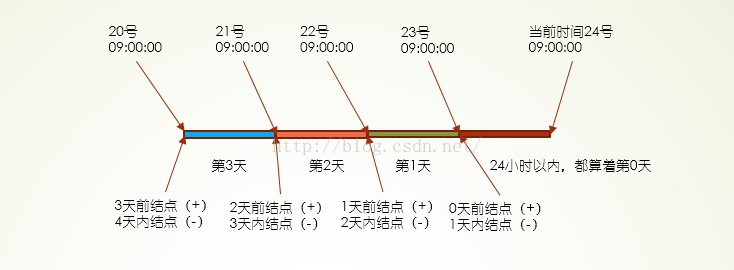 20号
09:00:00
21号
09:00:00
22号
09:00:00
23号
09:00:00
当前时间24号
09:00:00
http://blog.csdn.net/
第3天
第2天
第1天
24小时以内，都算着第0天
3天前结点（+）
4天内结点（-）
2天前结点（+）
3天内结点（-）
1天前结点（+）
2天内结点（-）
0天前结点（+）
1天内结点（-）